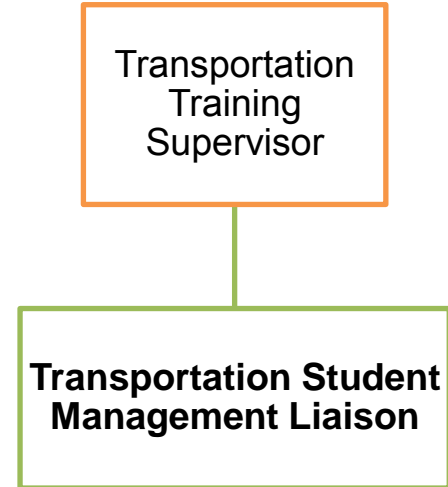 Transportation
Training
Supervisor
Transportation Student
Management Liaison